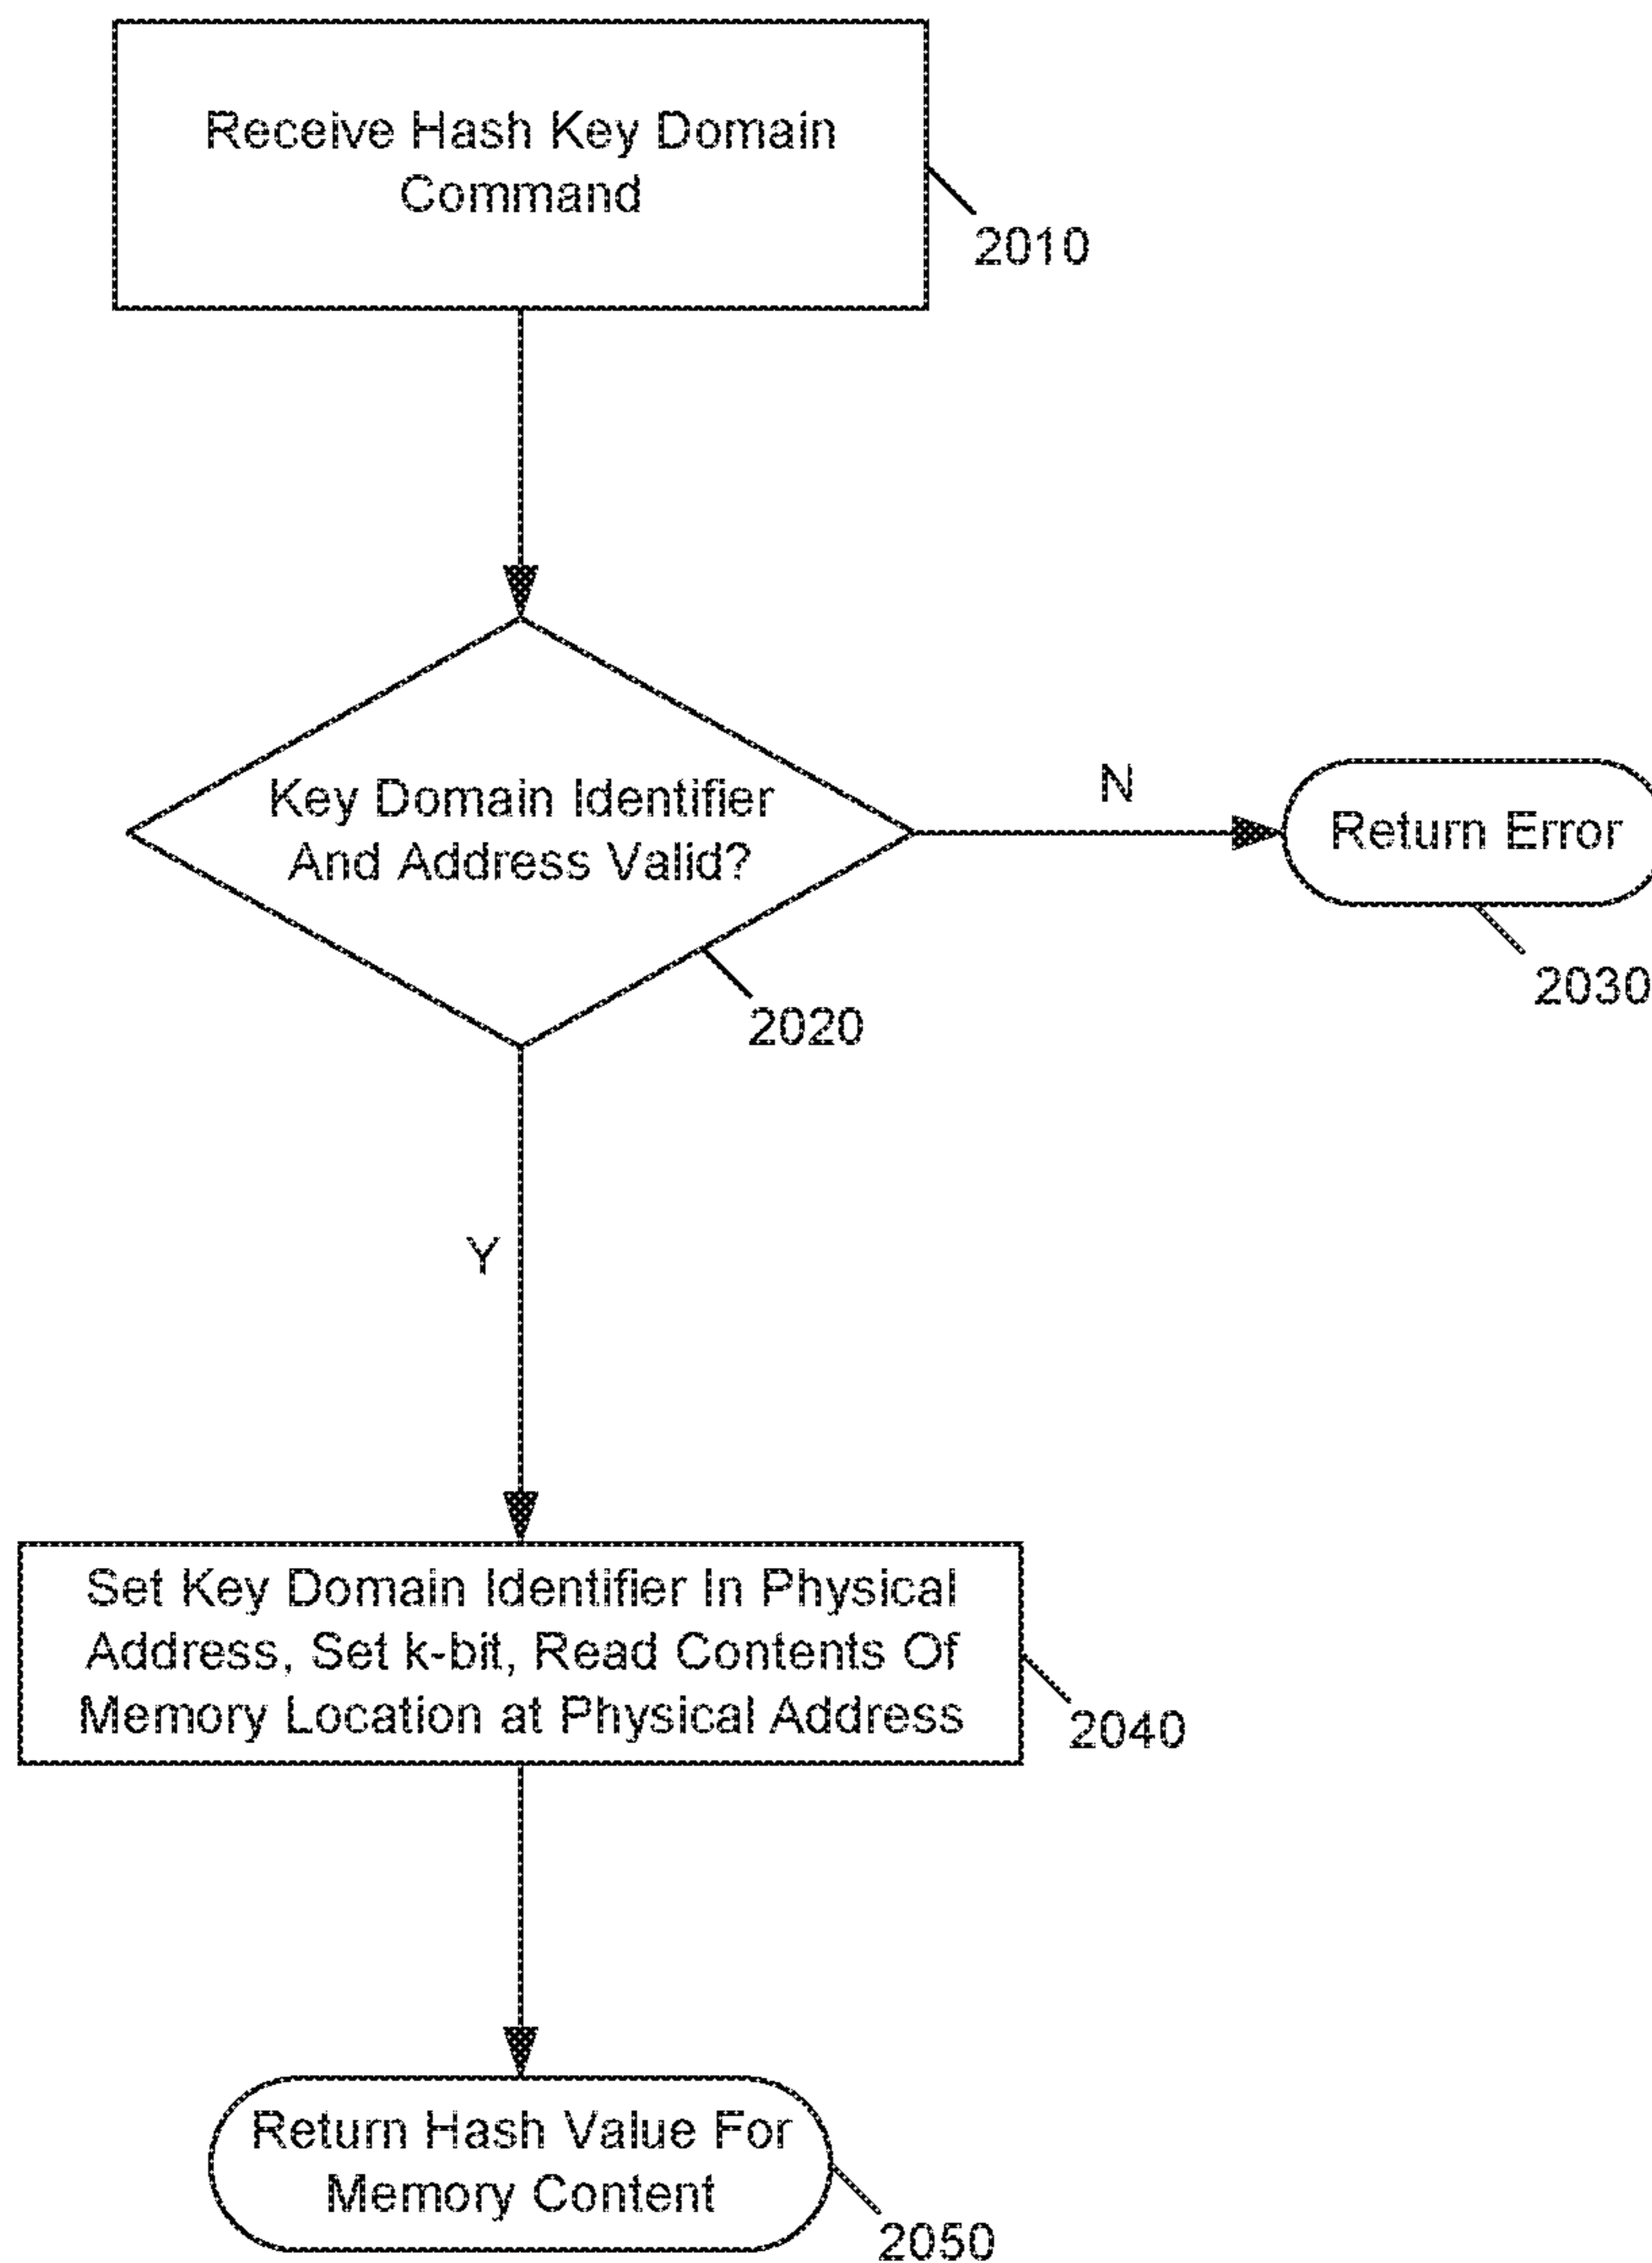 Receive Hash Key Domain
Command
2010
Key Domain Identifier
And Address Valid?
N
Return Error
2030
2020
Y
Set Key Domain Identifier In Physical
Address, Set k-bit, Read Contents Of
Memory Location at Physical Address
2040
Return Hash Value For
Memory Content
2050